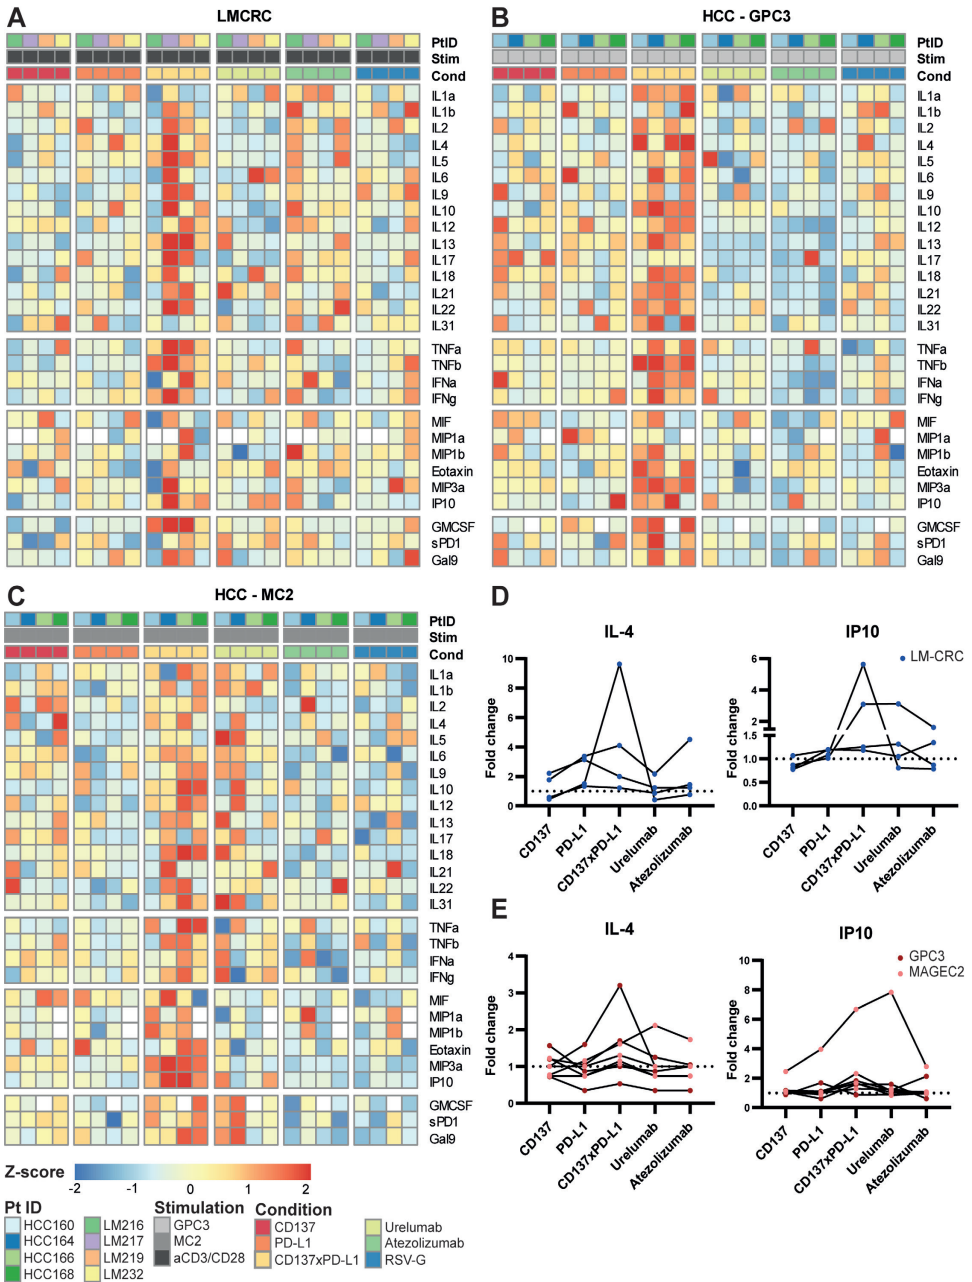 A
LMCRC
PtID
Stim
Cond
IL1a
IL1b
IL2
IL4
IL5
IL6
IL9
IL10
IL12
IL13
IL17
IL18
IL21
IL22
IL31
TNFa
TNFb
IFNa
IFNg
MIF
MIP1a
MIP1b
Eotaxin
MIP3a
IP10
GMCSF
sPD1
Gal9
B
HCC - GPC3
PtID
Stim
Cond
IL1a
IL1b
IL2
IL4
IL5
IL6
IL9
IL10
IL12
IL13
IL17
IL18
IL21
IL22
IL31
TNFa
TNFb
IFNa
IFNg
MIF
MIP1a
MIP1b
Eotaxin
MIP3a
IP10
GMCSF
sPD1
Gal9
C
HCC - MC2
PtID
Stim
Cond
IL1a
IL1b
IL2
IL4
IL5
IL6
IL9
IL10
IL12
IL13
IL17
IL18
IL21
IL22
IL31
TNFa
TNFb
IFNa
IFNg
MIF
MIP1a
MIP1b
Eotaxin
MIP3a
IP10
GMCSF
sPD1
Gal9
Z-score
-2 -1 0 1 2
Pt ID
HCC160
HCC164
HCC166
HCC168
LM216
LM217
LM219
LM232
Stimulation
GPC3
MC2
aCD3/CD28
Condition
CD137
PD-L1
CD137xPD-L1
Urelumab
Atezolizumab
RSV-G
D
IL-4
Fold change
10
8
6
4
2
0
CD137
PD-L1
CD137xPD-L1
Urelumab
Atezolizumab
IP10
LM-CRC
Fold change
6
4
2
1.5
1.0
0.5
0.0
CD137
PD-L1
CD137xPD-L1
Urelumab
Atezolizumab
E
IL-4
Fold change
4
3
2
1
0
CD137
PD-L1
CD137xPD-L1
Urelumab
Atezolizumab
IP10
GPC3
MAGEC2
Fold change
10
8
6
4
2
0
CD137
PD-L1
CD137xPD-L1
Urelumab
Atezolizumab